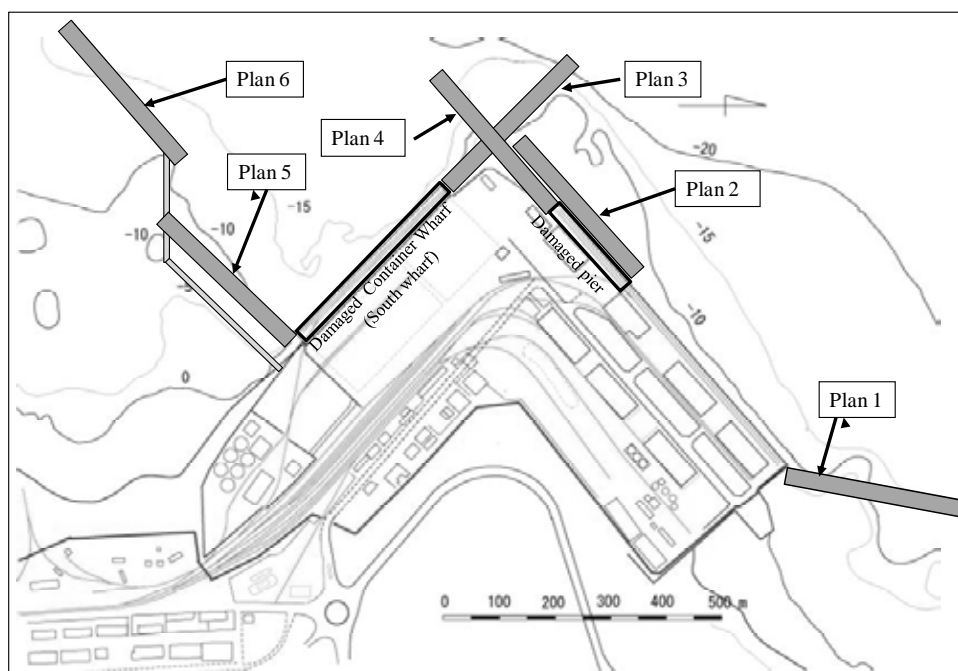 Plan 6
Plan 3
Plan 4
Plan 5
Plan 2
-20
-15
-10
-10
-15
Damaged Container Wharf
(South wharf)
Damaged pier
-10
0
Plan 1
0 100 200 300 400 500 m